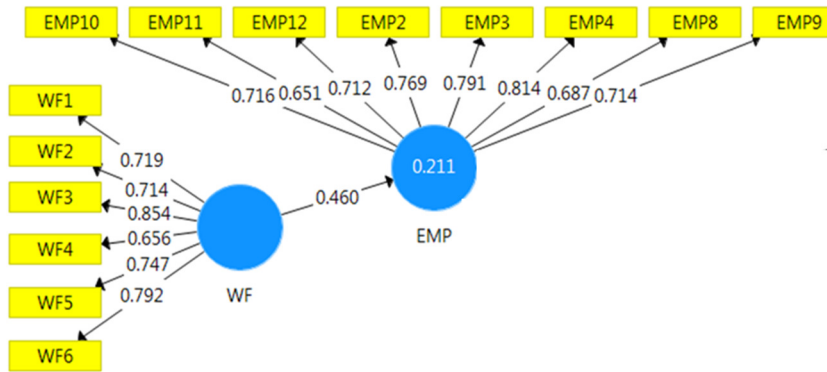 EMP10 EMP11 EMP12 EMP2 EMP3 EMP4 EMP8 EMP9
0.716 0.651 0.712 0.769 0.791 0.814 0.687 0.714
WF1
WF2
WF3
WF4
WF5
WF6
0.719
0.714
0.854
0.656
0.747
0.792
WF
0.460
0.211
EMP